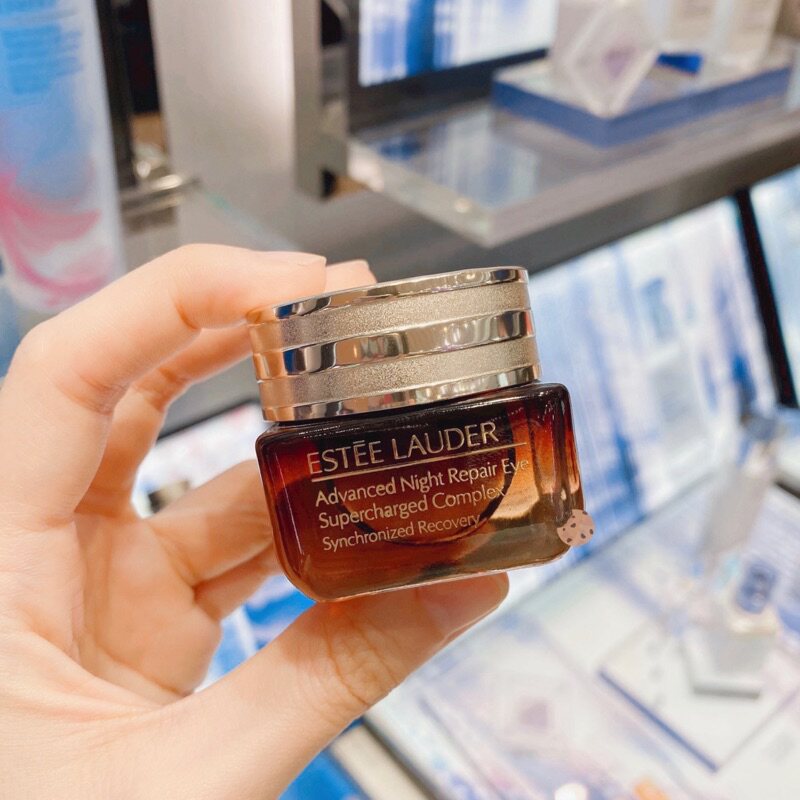 ESTĒE LAUDER
Advanced Night Repair Eye
Supercharged Complex
Synchronized Recovery